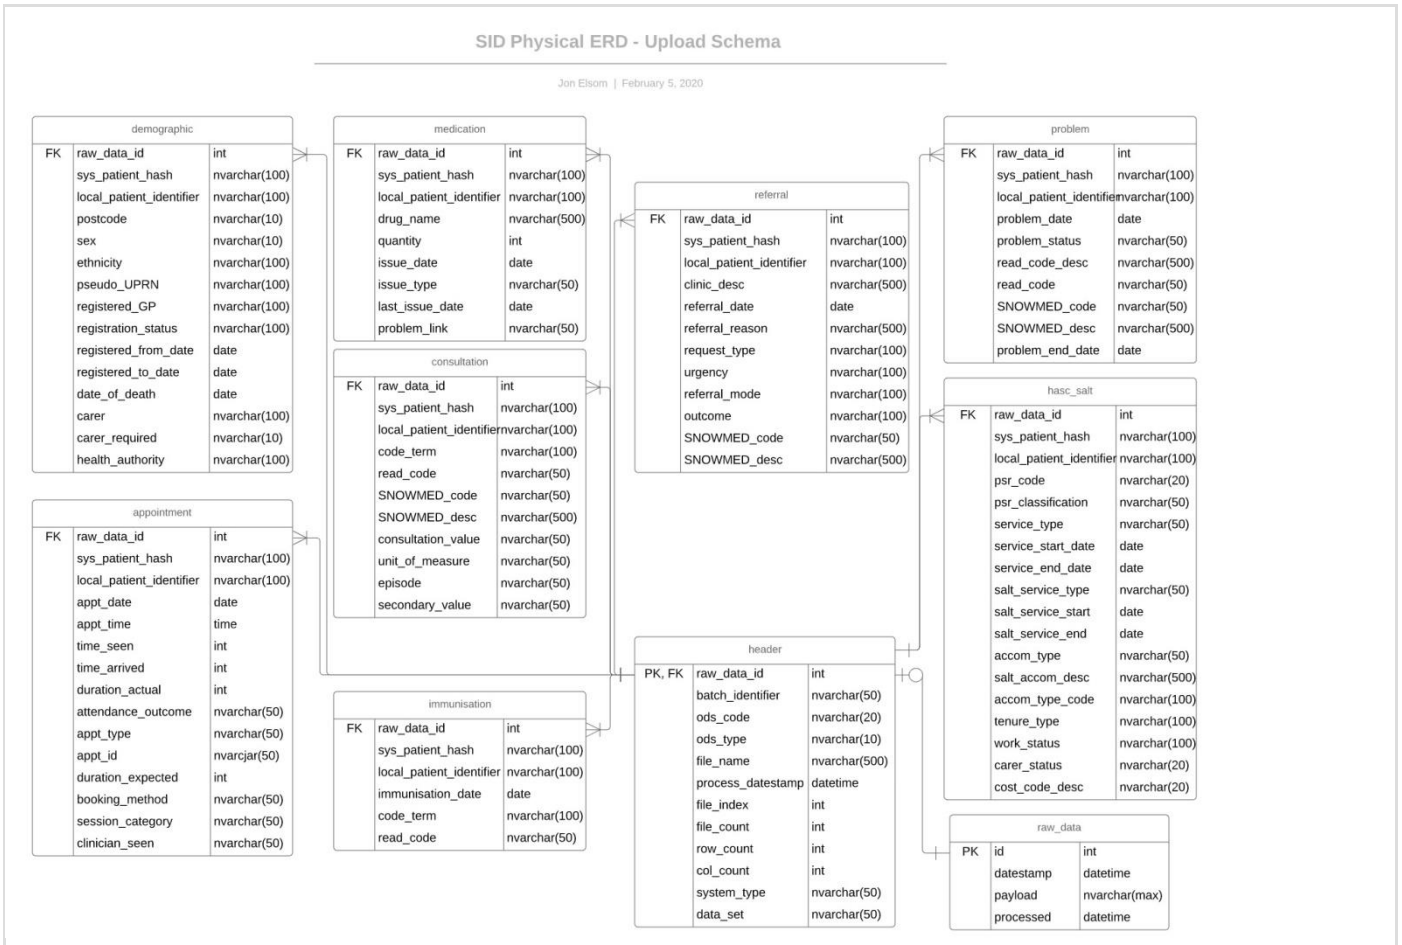 SID Physical ERD - Upload Schema
Jon Elsom | February 5, 2020
demographic
FK raw_data_id int
sys_patient_hash nvarchar(100)
local_patient_identifier nvarchar(100)
postcode nvarchar(10)
sex nvarchar(10)
ethnicity nvarchar(100)
pseudo_UPRN nvarchar(100)
registered_GP nvarchar(100)
registration_status nvarchar(100)
registered_from_date date
registered_to_date date
date_of_death date
carer nvarchar(100)
carer_required nvarchar(10)
health_authority nvarchar(100)
appointment
FK raw_data_id int
sys_patient_hash nvarchar(100)
local_patient_identifier nvarchar(100)
appt_date date
appt_time time
time_seen int
time_arrived int
duration_actual int
attendance_outcome nvarchar(50)
appt_type nvarchar(50)
appt_id nvarcjar(50)
duration_expected int
booking_method nvarchar(50)
session_category nvarchar(50)
clinician_seen nvarchar(50)
medication
FK raw_data_id int
sys_patient_hash nvarchar(100)
local_patient_identifier nvarchar(100)
drug_name nvarchar(500)
quantity int
issue_date date
issue_type nvarchar(50)
last_issue_date date
problem_link nvarchar(50)
consultation
FK raw_data_id int
sys_patient_hash nvarchar(100)
local_patient_identifier nvarchar(100)
code_term nvarchar(100)
read_code nvarchar(50)
SNOWMED_code nvarchar(50)
SNOWMED_desc nvarchar(500)
consultation_value nvarchar(50)
unit_of_measure nvarchar(50)
episode nvarchar(50)
secondary_value nvarchar(50)
immunisation
FK raw_data_id int
sys_patient_hash nvarchar(100)
local_patient_identifier nvarchar(100)
immunisation_date date
code_term nvarchar(100)
read_code nvarchar(50)
referral
FK raw_data_id int
sys_patient_hash nvarchar(100)
local_patient_identifier nvarchar(100)
clinic_desc nvarchar(500)
referral_date date
referral_reason nvarchar(500)
request_type nvarchar(100)
urgency nvarchar(100)
referral_mode nvarchar(100)
outcome nvarchar(100)
SNOWMED_code nvarchar(50)
SNOWMED_desc nvarchar(500)
header
PK, FK raw_data_id int
batch_identifier nvarchar(50)
ods_code nvarchar(20)
ods_type nvarchar(10)
file_name nvarchar(500)
process_datestamp datetime
file_index int
file_count int
row_count int
col_count int
system_type nvarchar(50)
data_set nvarchar(50)
problem
FK raw_data_id int
sys_patient_hash nvarchar(100)
local_patient_identifier nvarchar(100)
problem_date date
problem_status nvarchar(50)
read_code_desc nvarchar(500)
read_code nvarchar(50)
SNOWMED_code nvarchar(50)
SNOWMED_desc nvarchar(500)
problem_end_date date
hasc_salt
FK raw_data_id int
sys_patient_hash nvarchar(100)
local_patient_identifier nvarchar(100)
psr_code nvarchar(20)
psr_classification nvarchar(50)
service_type nvarchar(50)
service_start_date date
service_end_date date
salt_service_type nvarchar(50)
salt_service_start date
salt_service_end date
accom_type nvarchar(50)
salt_accom_desc nvarchar(500)
accom_type_code nvarchar(100)
tenure_type nvarchar(100)
work_status nvarchar(100)
carer_status nvarchar(20)
cost_code_desc nvarchar(20)
raw_data
PK id int
datestamp datetime
payload nvarchar(max)
processed datetime